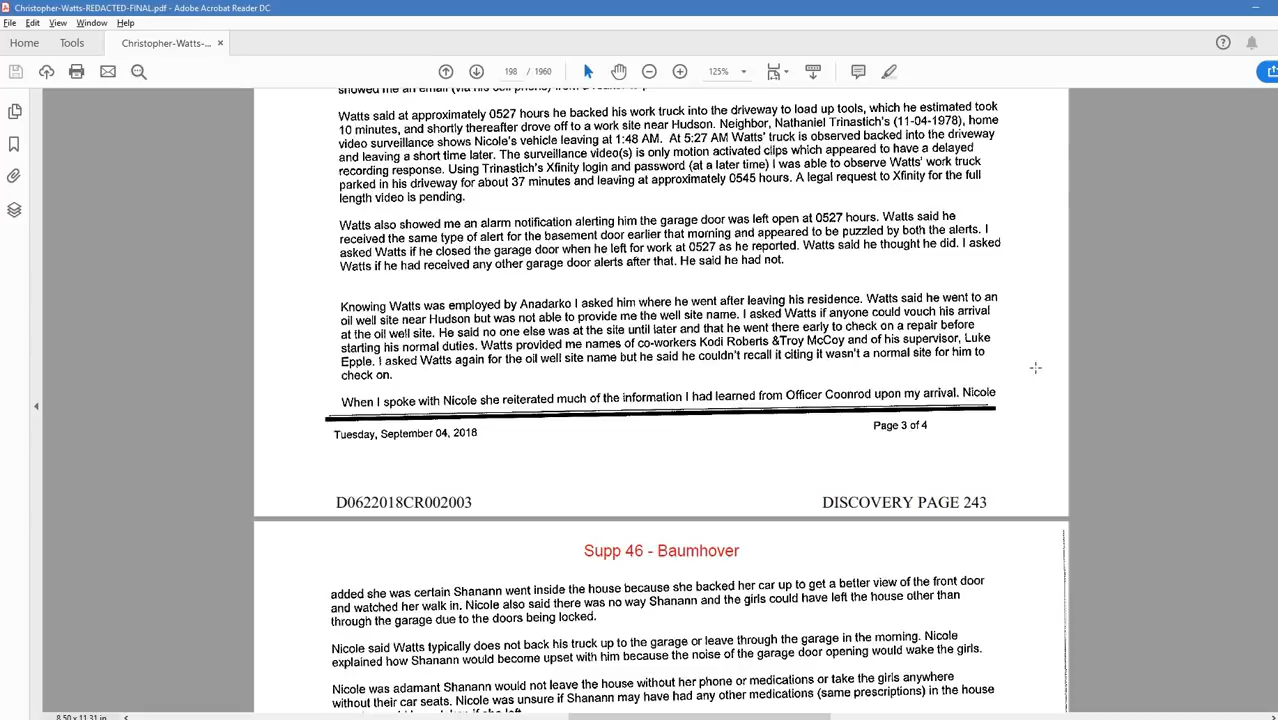 Christopher-Watts-REDACTED-FINAL.pdf - Adobe Acrobat Reader DC
File Edit View Window Help
Home Tools Christopher-Watts-... ×
198 / 1960 125%
Watts said at approximately 0527 hours he backed his work truck into the driveway to load up tools, which he estimated took
10 minutes, and shortly thereafter drove off to a work site near Hudson. Neighbor, Nathaniel Trinastich's (11-04-1978), home
video surveillance shows Nicole's vehicle leaving at 1:48 AM. At 5:27 AM Watts' truck is observed backed into the driveway
and leaving a short time later. The surveillance video(s) is only motion activated clips which appeared to have a delayed
recording response. Using Trinastich's Xfinity login and password (at a later time) I was able to observe Watts' work truck
parked in his driveway for about 37 minutes and leaving at approximately 0545 hours. A legal request to Xfinity for the full
length video is pending.
Watts also showed me an alarm notification alerting him the garage door was left open at 0527 hours. Watts said he
received the same type of alert for the basement door earlier that morning and appeared to be puzzled by both the alerts. I
asked Watts if he closed the garage door when he left for work at 0527 as he reported. Watts said he thought he did. I asked
Watts if he had received any other garage door alerts after that. He said he had not.
Knowing Watts was employed by Anadarko I asked him where he went after leaving his residence. Watts said he went to an
oil well site near Hudson but was not able to provide me the well site name. I asked Watts if anyone could vouch his arrival
at the oil well site. He said no one else was at the site until later and that he went there early to check on a repair before
starting his normal duties. Watts provided me names of co-workers Kodi Roberts &Troy McCoy and of his supervisor, Luke
Epple. I asked Watts again for the oil well site name but he said he couldn't recall it citing it wasn't a normal site for him to
check on.
When I spoke with Nicole she reiterated much of the information I had learned from Officer Coonrod upon my arrival. Nicole
Tuesday, September 04, 2018 Page 3 of 4
D0622018CR002003 DISCOVERY PAGE 243
Supp 46 - Baumhover
added she was certain Shanann went inside the house because she backed her car up to get a better view of the front door
and watched her walk in. Nicole also said there was no way Shanann and the girls could have left the house other than
through the garage due to the doors being locked.
Nicole said Watts typically does not back his truck up to the garage or leave through the garage in the morning. Nicole
explained how Shanann would become upset with him because the noise of the garage door opening would wake the girls.
Nicole was adamant Shanann would not leave the house without her phone or medications or take the girls anywhere
without their car seats. Nicole was unsure if Shanann may have had any other medications (same prescriptions) in the house
8.50 x 11.31 in